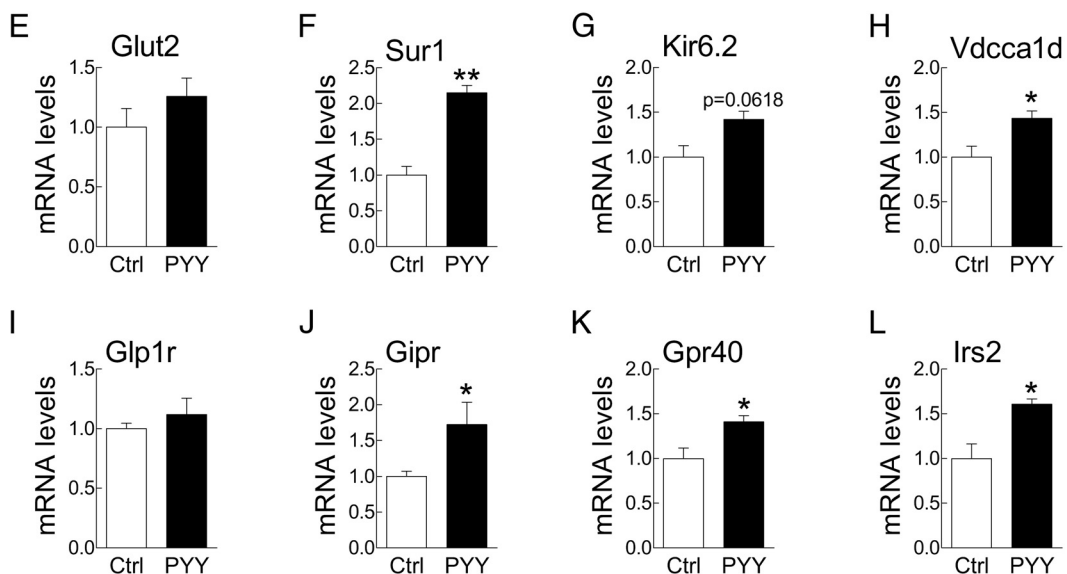 E
Glut2
mRNA levels
1.5
1.0
0.5
0.0
Ctrl PYY
F
Sur1
mRNA levels
2.5
2.0
1.5
1.0
0.5
0.0
**
Ctrl PYY
G
Kir6.2
mRNA levels
2.0
1.5
1.0
0.5
0.0
p=0.0618
Ctrl PYY
H
Vdcca1d
mRNA levels
2.0
1.5
1.0
0.5
0.0
*
Ctrl PYY
I
Glp1r
mRNA levels
1.5
1.0
0.5
0.0
Ctrl PYY
J
Gipr
mRNA levels
2.5
2.0
1.5
1.0
0.5
0.0
*
Ctrl PYY
K
Gpr40
mRNA levels
2.0
1.5
1.0
0.5
0.0
*
Ctrl PYY
L
Irs2
mRNA levels
2.0
1.5
1.0
0.5
0.0
*
Ctrl PYY